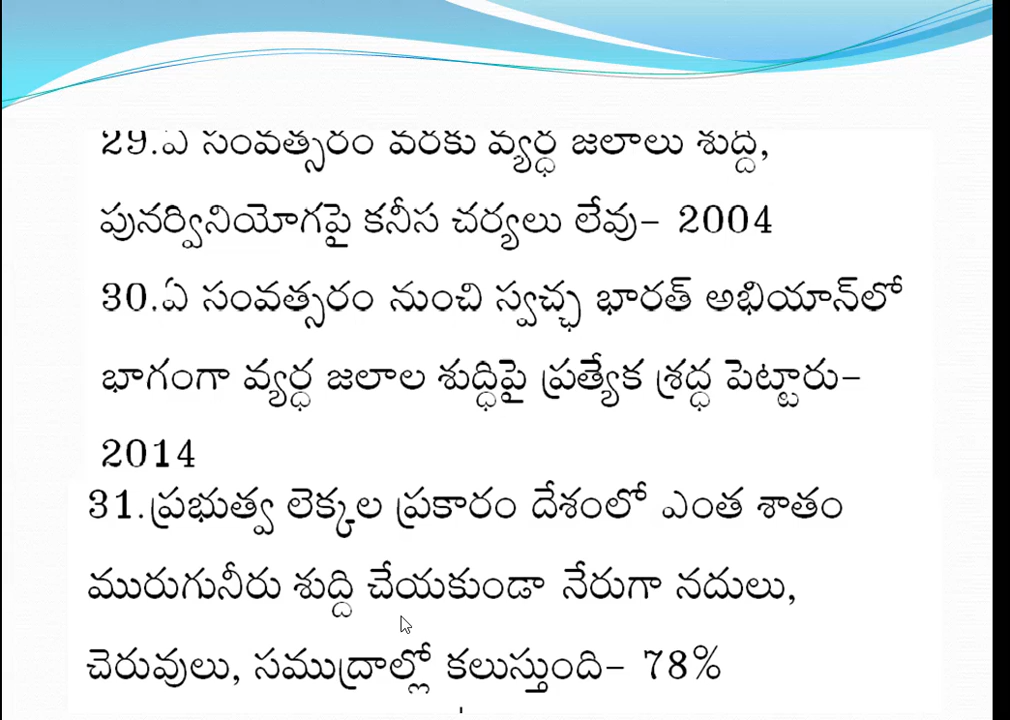 29.ఏ సంవత్సరం వరకు వ్యర్ధ జలాలు శుద్ది,
పునర్వినియోగపై కనీస చర్యలు లేవు- 2004
30.ఏ సంవత్సరం నుంచి స్వచ్ఛ భారత్ అభియాన్‌లో
భాగంగా వ్యర్ధ జలాల శుద్ధిపై ప్రత్యేక శ్రద్ధ పెట్టారు-
2014
31.ప్రభుత్వ లెక్కల ప్రకారం దేశంలో ఎంత శాతం
మురుగునీరు శుద్ది చేయకుండా నేరుగా నదులు,
చెరువులు, సముద్రాల్లో కలుస్తుంది- 78%